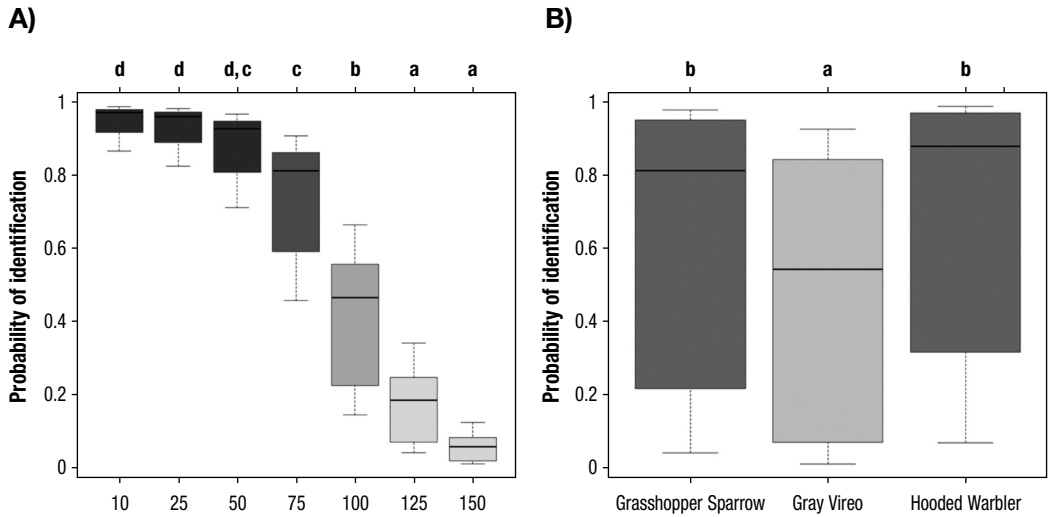 A)
d d d, c c b a a
Probability of identification
1
0.8
0.6
0.4
0.2
0
10 25 50 75 100 125 150
B)
b a b
Probability of identification
1
0.8
0.6
0.4
0.2
0
Grasshopper Sparrow Gray Vireo Hooded Warbler